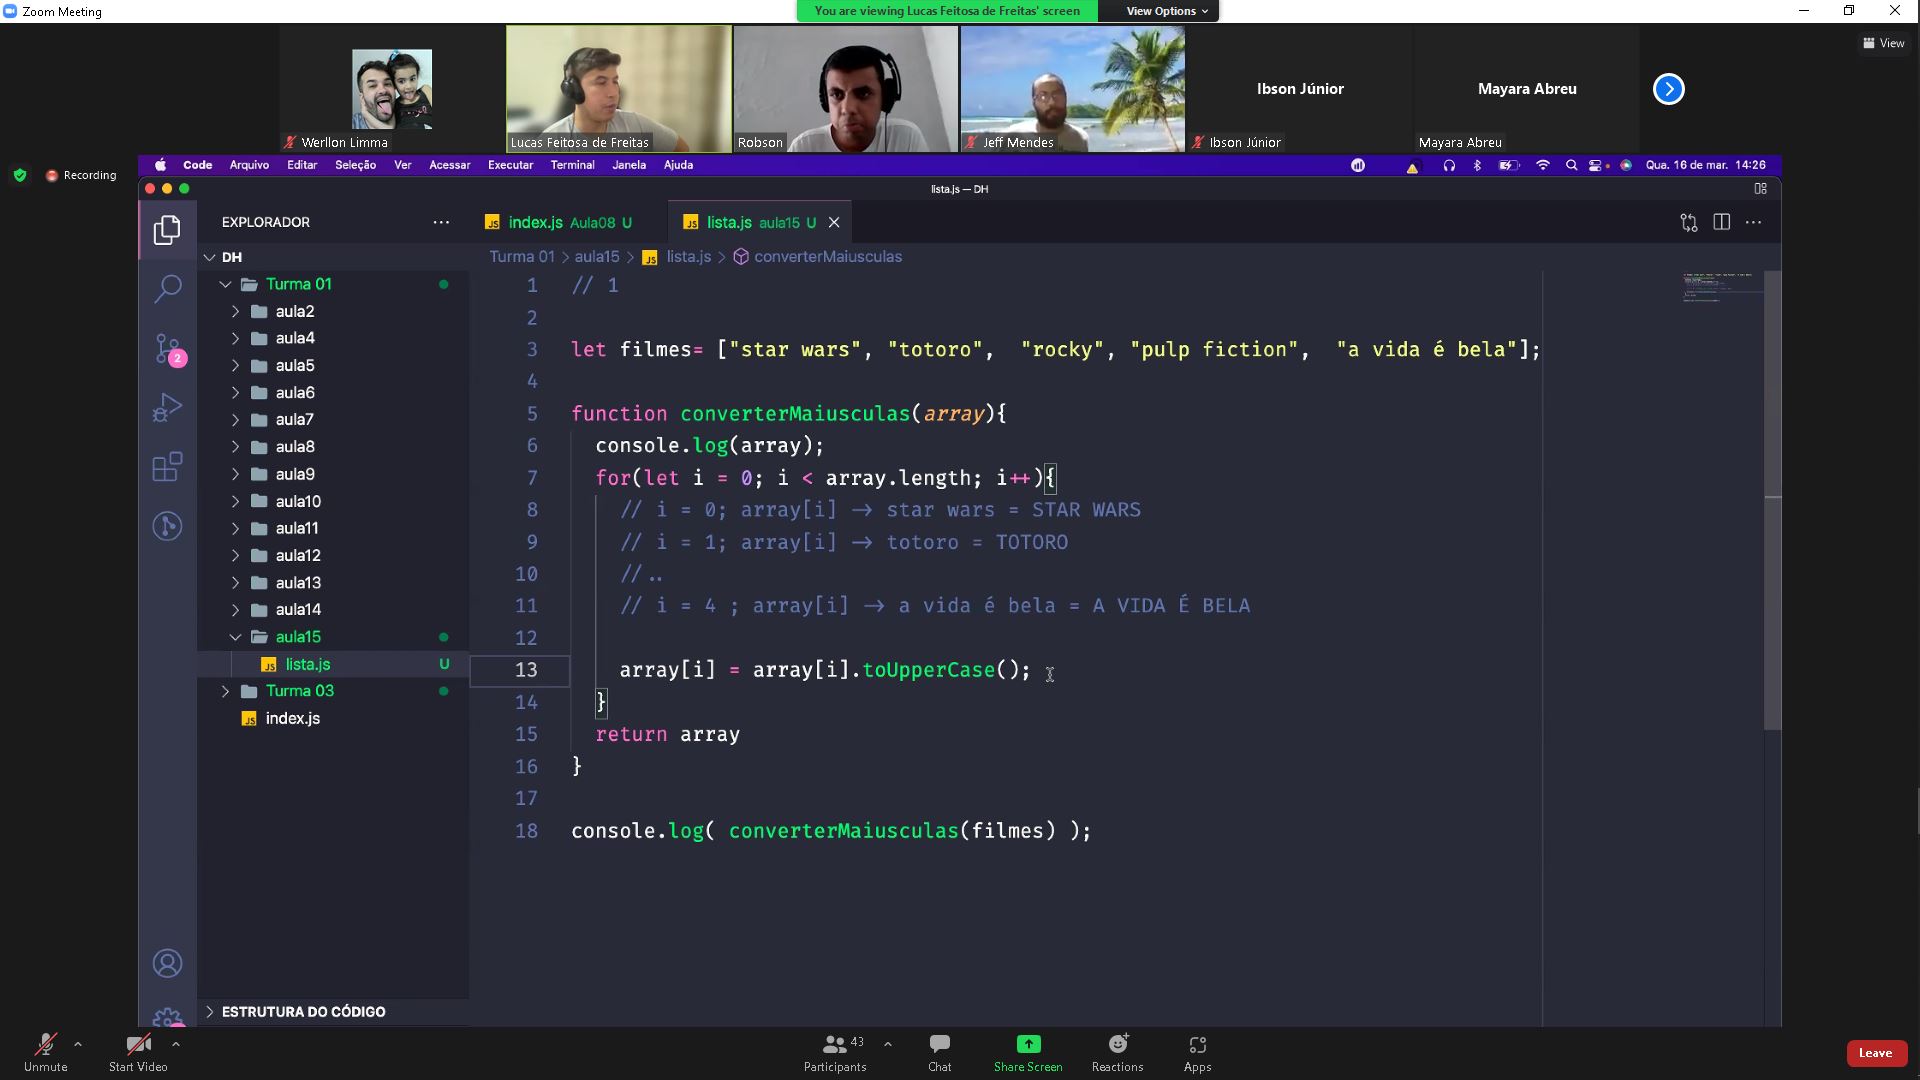 Zoom Meeting
You are viewing Lucas Feitosa de Freitas' screen
View Options
View
Werllon Limma
Lucas Feitosa de Freitas
Robson
Jeff Mendes
Ibson Júnior
Ibson Júnior
Mayara Abreu
Mayara Abreu
Recording
Code Arquivo Editar Seleção Ver Acessar Executar Terminal Janela Ajuda
Qua. 16 de mar. 14:26
lista.js — DH
EXPLORADOR
JS index.js Aula08 U
JS lista.js aula15 U
DH
Turma 01 > aula15 > JS lista.js > converterMaiusculas
Turma 01
aula2
aula4
aula5
aula6
aula7
aula8
aula9
aula10
aula11
aula12
aula13
aula14
aula15
JS lista.js U
Turma 03
JS index.js
2
1 // 1
2
3 let filmes= ["star wars", "totoro",  "rocky", "pulp fiction",  "a vida é bela"];
4
5 function converterMaiusculas(array){
6 console.log(array);
7 for(let i = 0; i < array.length; i++){
8 // i = 0; array[i] -> star wars = STAR WARS
9 // i = 1; array[i] -> totoro = TOTORO
10 //..
11 // i = 4 ; array[i] -> a vida é bela = A VIDA É BELA
12
13 array[i] = array[i].toUpperCase();
14 }
15 return array
16 }
17
18 console.log( converterMaiusculas(filmes) );
ESTRUTURA DO CÓDIGO
Unmute
Start Video
Participants 43
Chat
Share Screen
Reactions
Apps
Leave